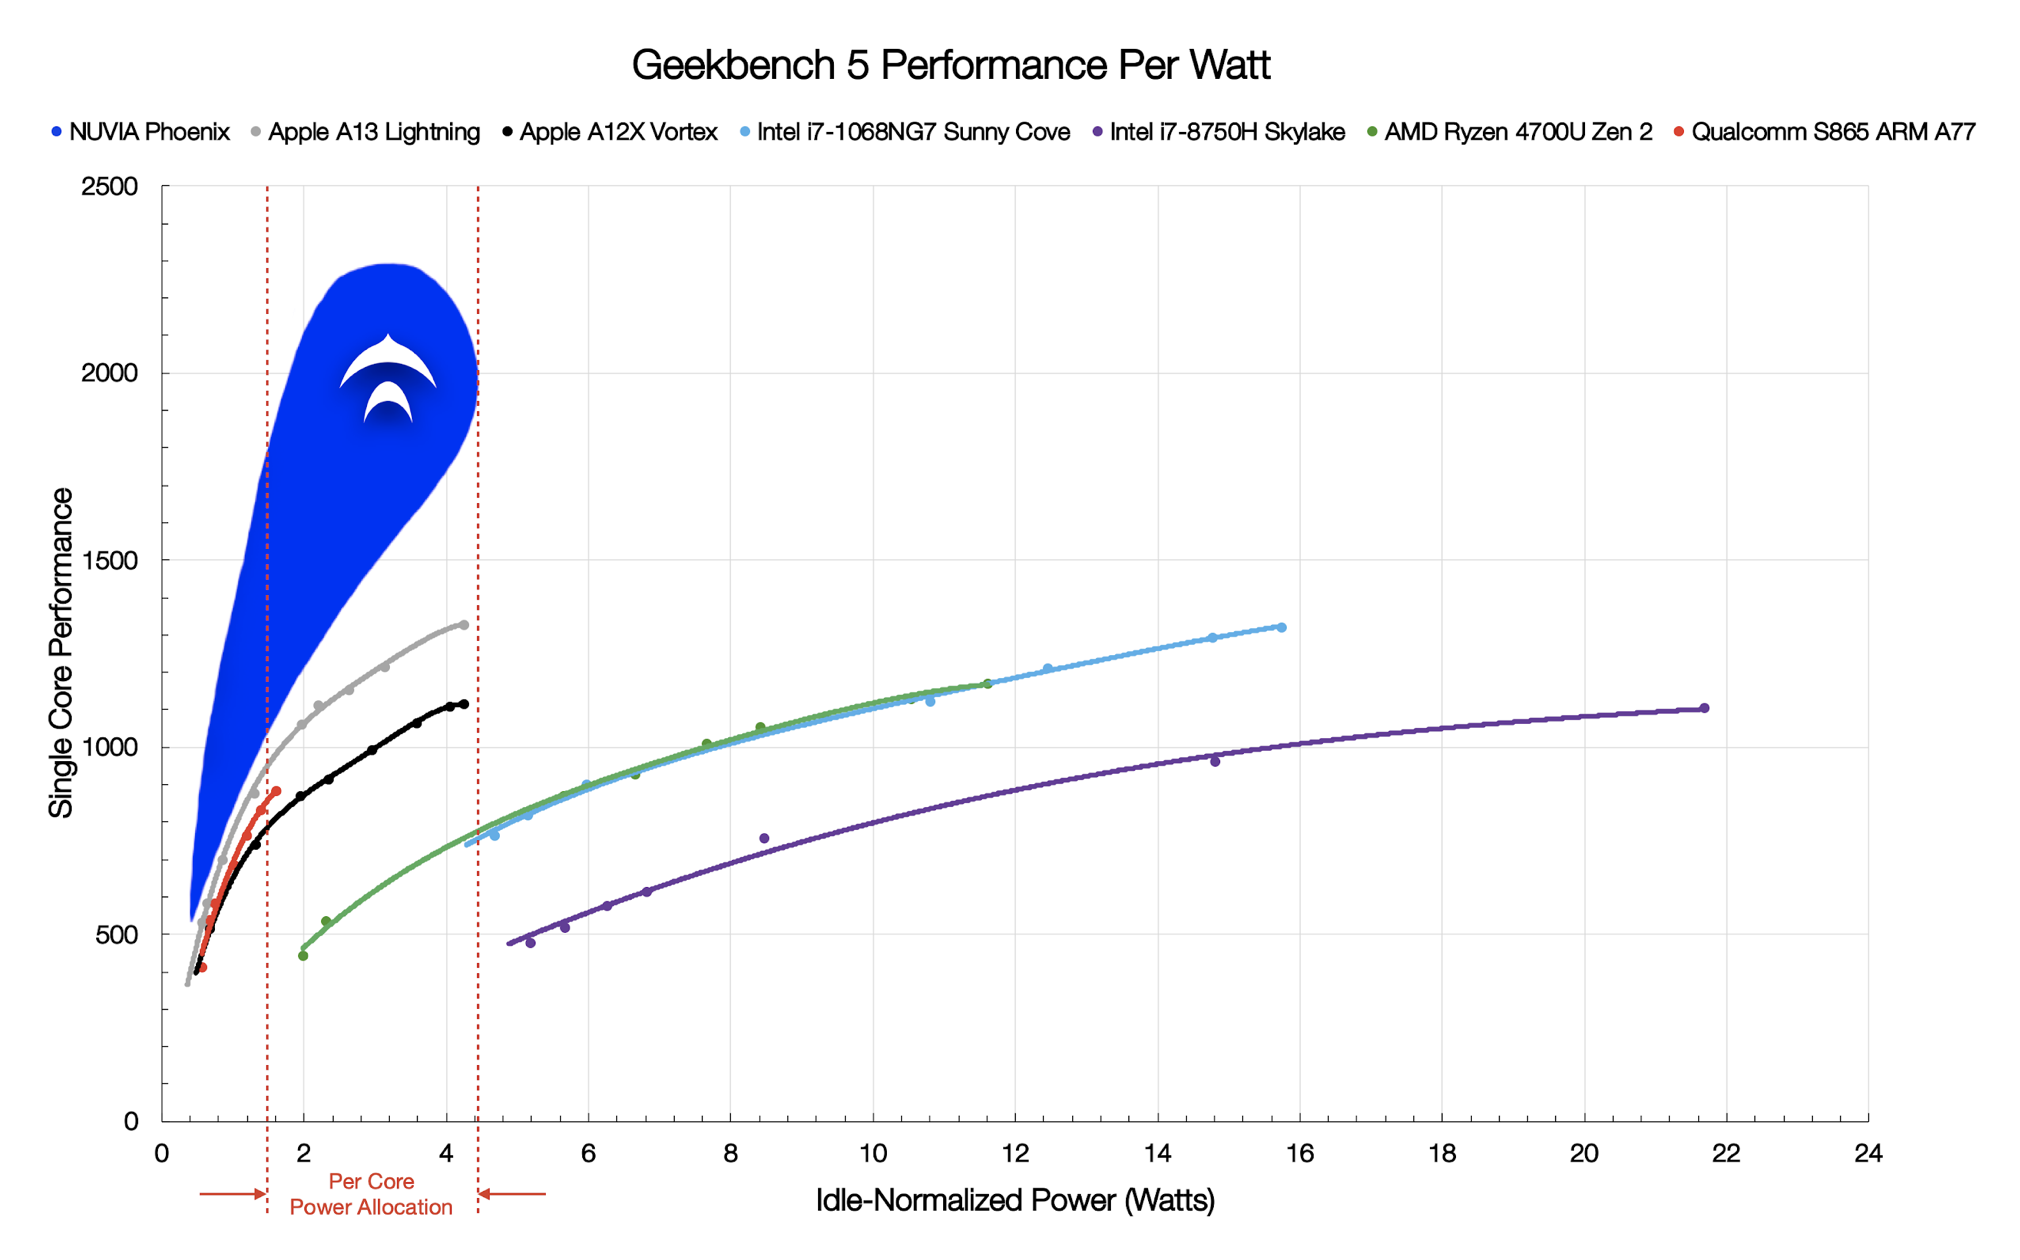 Geekbench 5 Performance Per Watt
NUVIA Phoenix Apple A13 Lightning Apple A12X Vortex Intel i7-1068NG7 Sunny Cove Intel i7-8750H Skylake AMD Ryzen 4700U Zen 2 Qualcomm S865 ARM A77
Single Core Performance
2500
2000
1500
1000
500
0
0 2 4 6 8 10 12 14 16 18 20 22 24
Per Core
Power Allocation
Idle-Normalized Power (Watts)